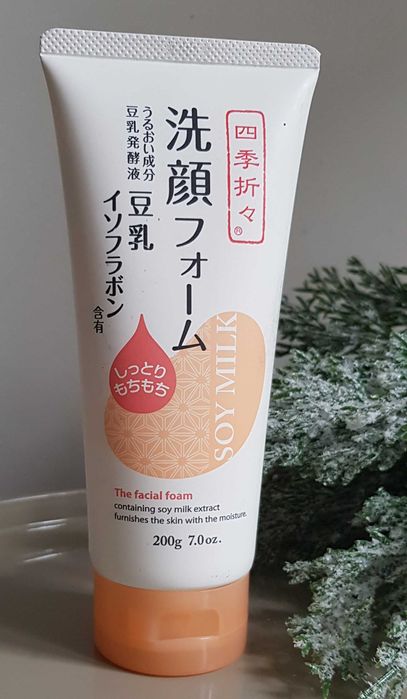 四季折々®
洗顔フォーム
うるおい成分
豆乳発酵液
豆乳
イソフラボン
含有
しっとり
もちもち
SOY MILK
The facial foam
containing soy milk extract
furnishes the skin with the moisture.
200g 7.0oz.